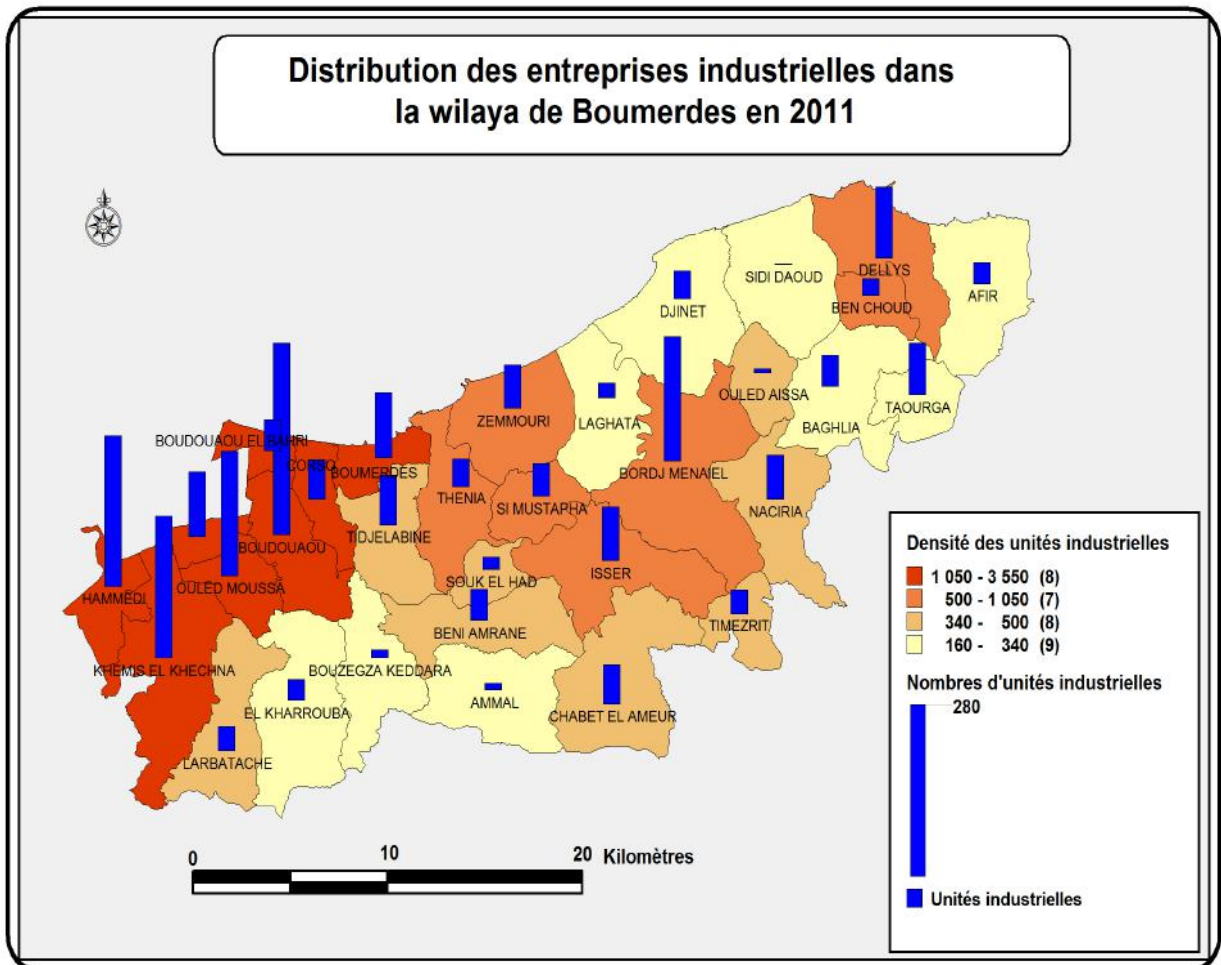 Distribution des entreprises industrielles dans
la wilaya de Boumerdes en 2011
SIDI DAOUD
DELLYS
AFIR
DJINET
BEN CHOUD
OULED AISSA
TAOURGA
ZEMMOURI
LAGHATA
BAGHLIA
BOUDOUAOU EL BAHRI
CORSO
BOUMERDES
BORDJ MENAIEL
THENIA
SI MUSTAPHA
NACIRIA
TIDJELABINE
BOUDOUAOU
ISSER
SOUK EL HAD
OULED MOUSSA
HAMMEDI
TIMEZRIT
BENI AMRANE
KHEMIS EL KHECHNA
BOUZEGZA KEDDARA
AMMAL
EL KHARROUBA
CHABET EL AMEUR
LARBATACHE
0 10 20 Kilomètres
Densité des unités industrielles
1 050 - 3 550 (8)
500 - 1 050 (7)
340 - 500 (8)
160 - 340 (9)
Nombres d'unités industrielles
280
Unités industrielles